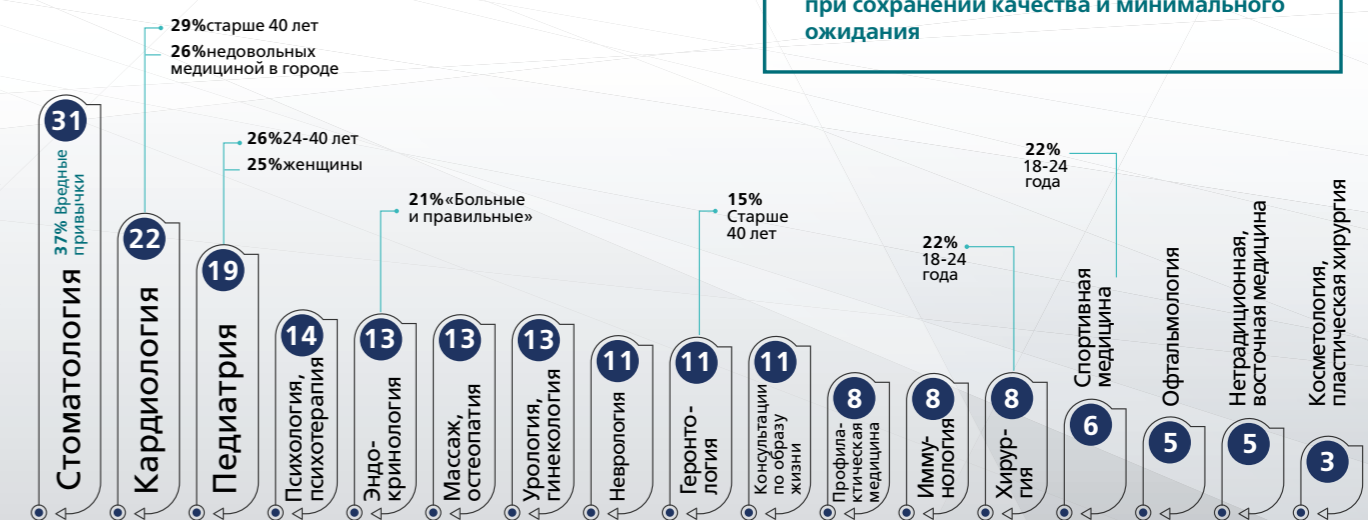 при сохранении качества и минимального
ожидания
29%старше 40 лет
26%недовольных
медициной в городе
26%24-40 лет
25%женщины
21%«Больные
и правильные»
15%
Старше
40 лет
22%
18-24
года
22%
18-24
года
31
37% Вредные
привычки
Стоматология
22
Кардиология
19
Педиатрия
14
Психология,
психотерапия
13
Эндо-
кринология
13
Массаж,
остеопатия
13
Урология,
гинекология
11
Неврология
11
Геронто-
логия
11
Консультации
по образу
жизни
8
Профила-
ктическая
медицина
8
Имму-
нология
8
Хирур-
гия
Спортивная
медицина
6
Офтальмология
5
Нетрадиционная,
восточная медицина
5
Косметология,
пластическая хирургия
3